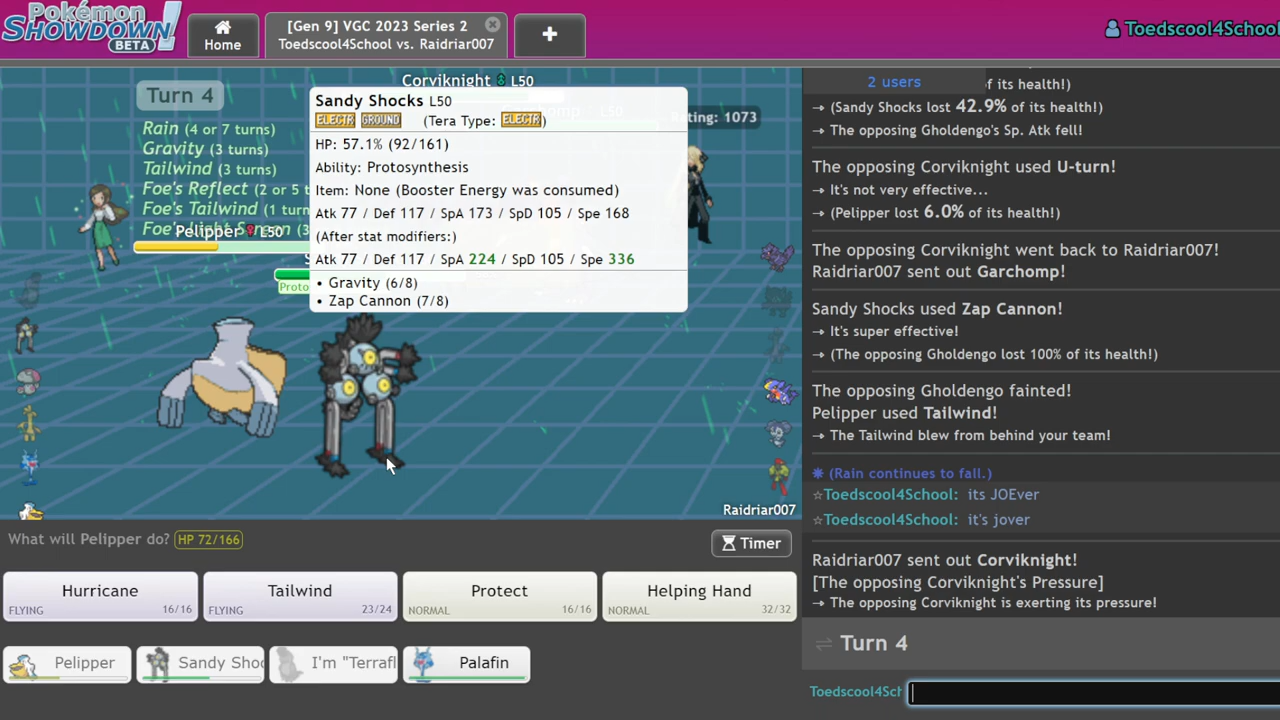 Pokémon
SHOWDOWN!
BETA
Home
[Gen 9] VGC 2023 Series 2
Toedscool4School vs. Raidriar007
+
Toedscool4School
Turn 4
Rain (4 or 7 turns)
Gravity (3 turns)
Tailwind (3 turns)
Foe's Reflect (2 or 5 t
Foe's Tailwind (1 turn
Foe's Light Screen (3
Pelipper L50
Proto
Corviknight L50
Rating: 1073
Sandy Shocks L50
ELECTR GROUND (Tera Type: ELECTR)
HP: 57.1% (92/161)
Ability: Protosynthesis
Item: None (Booster Energy was consumed)
Atk 77 / Def 117 / SpA 173 / SpD 105 / Spe 168
(After stat modifiers:)
Atk 77 / Def 117 / SpA 224 / SpD 105 / Spe 336
• Gravity (6/8)
• Zap Cannon (7/8)
Raidriar007
What will Pelipper do? HP 72/166
Timer
Hurricane
FLYING 16/16
Tailwind
FLYING 23/24
Protect
NORMAL 16/16
Helping Hand
NORMAL 32/32
Pelipper
Sandy Shoc
I'm "Terrafl
Palafin
2 users
of its health!)
(Sandy Shocks lost 42.9% of its health!)
The opposing Gholdengo's Sp. Atk fell!
The opposing Corviknight used U-turn!
It's not very effective...
(Pelipper lost 6.0% of its health!)
The opposing Corviknight went back to Raidriar007!
Raidriar007 sent out Garchomp!
Sandy Shocks used Zap Cannon!
It's super effective!
(The opposing Gholdengo lost 100% of its health!)
The opposing Gholdengo fainted!
Pelipper used Tailwind!
The Tailwind blew from behind your team!
(Rain continues to fall.)
☆Toedscool4School: its JOEver
☆Toedscool4School: it's jover
Raidriar007 sent out Corviknight!
[The opposing Corviknight's Pressure]
The opposing Corviknight is exerting its pressure!
Turn 4
Toedscool4Sch